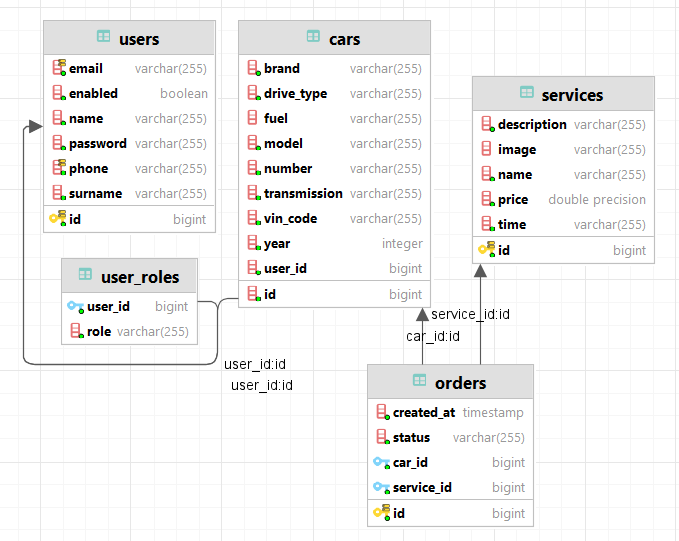 users
email varchar(255)
enabled boolean
name varchar(255)
password varchar(255)
phone varchar(255)
surname varchar(255)
id bigint
cars
brand varchar(255)
drive_type varchar(255)
fuel varchar(255)
model varchar(255)
number varchar(255)
transmission varchar(255)
vin_code varchar(255)
year integer
user_id bigint
id bigint
services
description varchar(255)
image varchar(255)
name varchar(255)
price double precision
time varchar(255)
id bigint
user_roles
user_id bigint
role varchar(255)
service_id:id
car_id:id
user_id:id
user_id:id
orders
created_at timestamp
status varchar(255)
car_id bigint
service_id bigint
id bigint